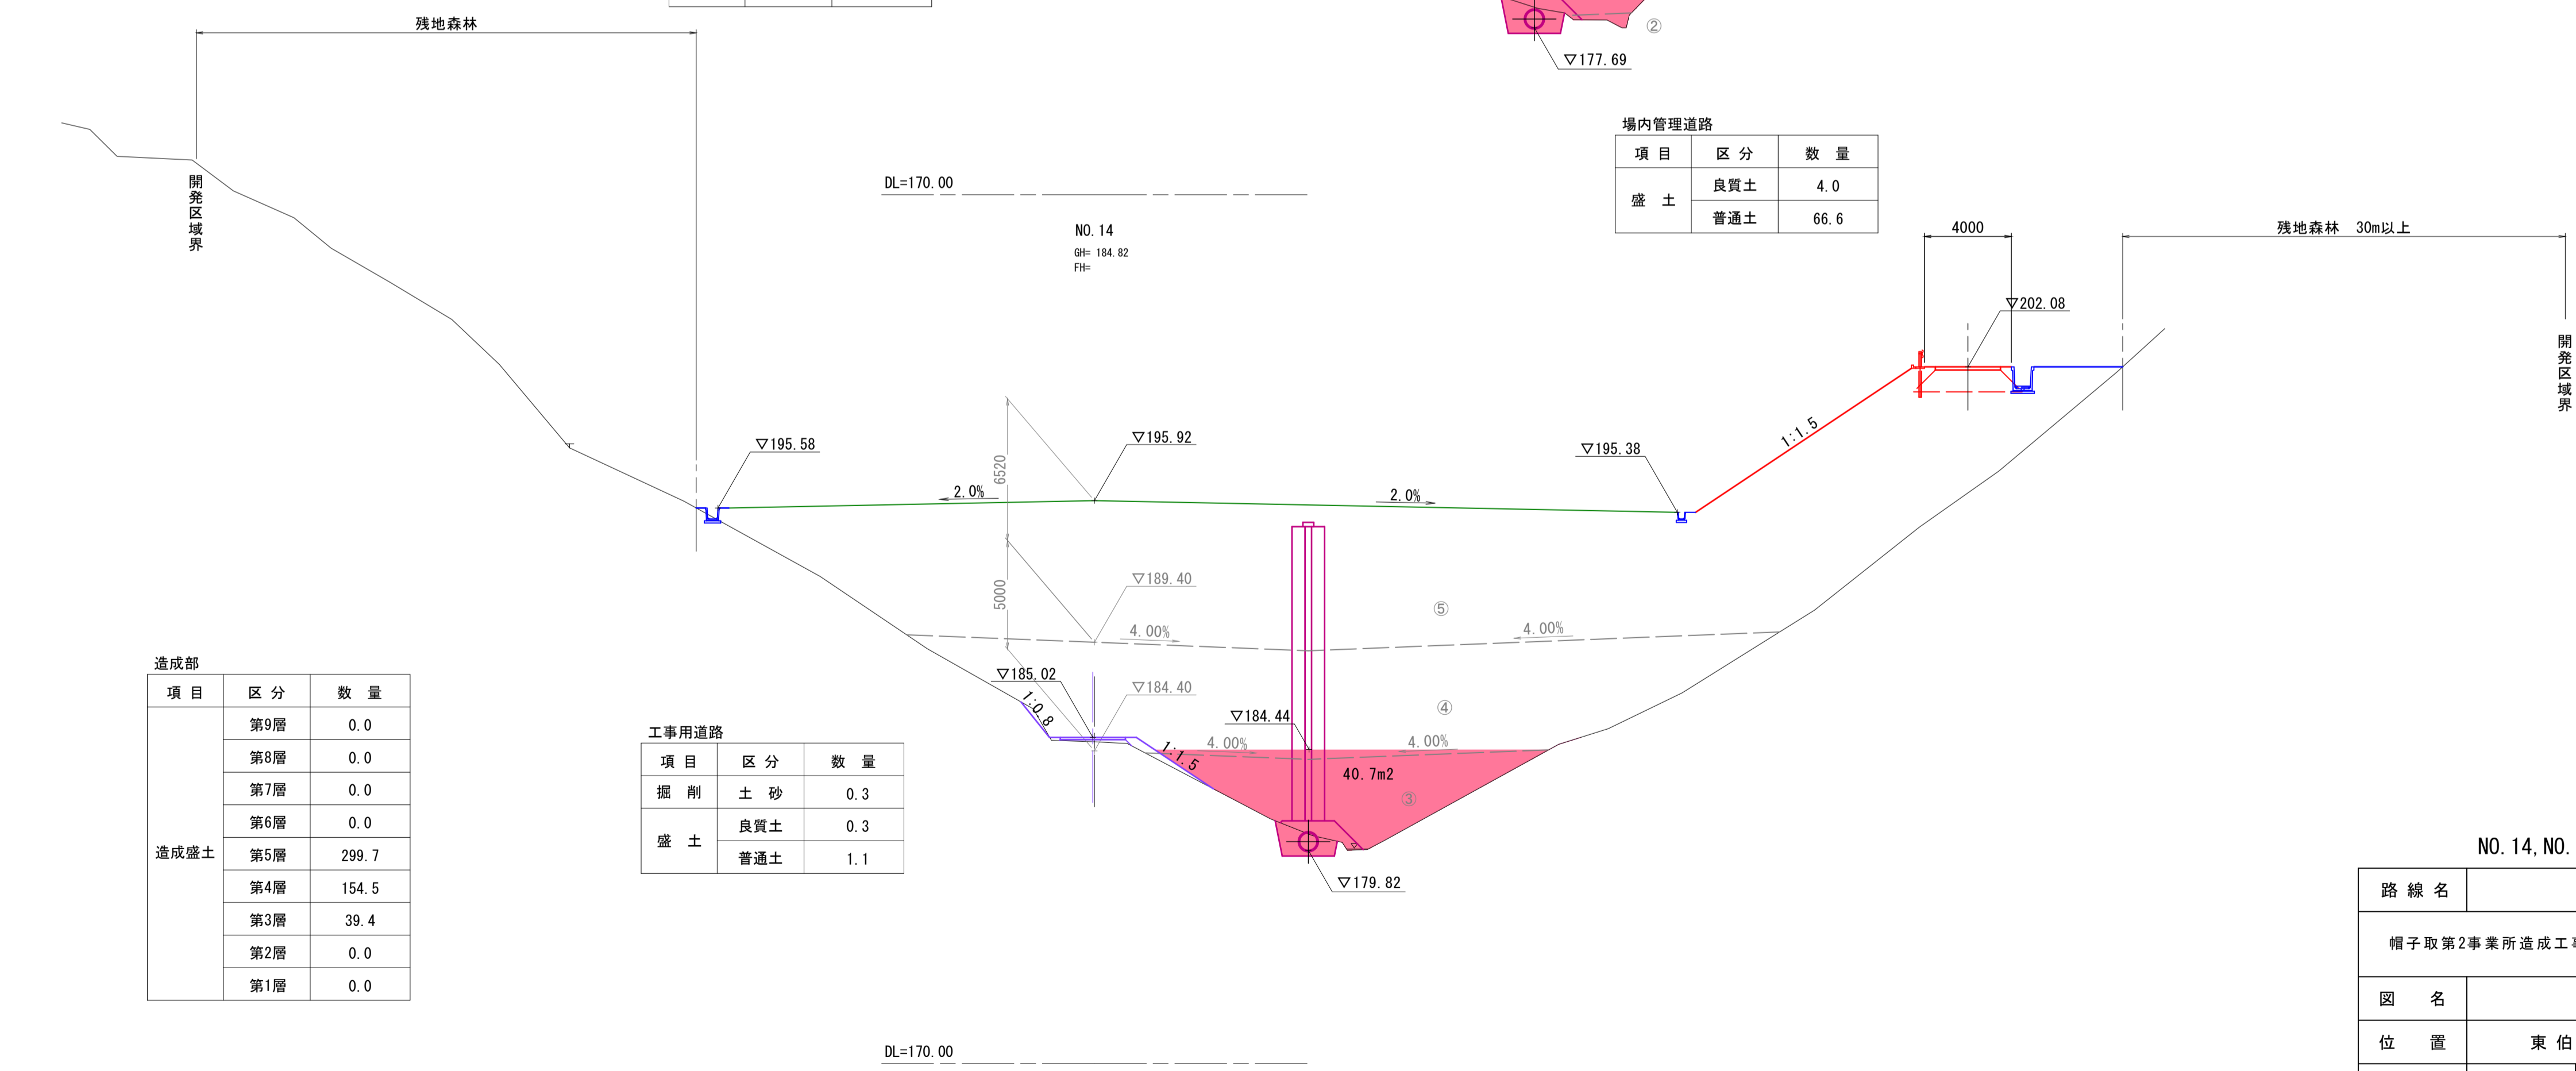 残地森林
②
▽177.69
開発区域界
DL=170.00
NO.14
GH= 184.82
FH=
場内管理道路
項 目 区 分 数 量
盛 土 良質土 4.0
普通土 66.6
4000
残地森林 30m以上
▽202.08
開発区域界
1:1.5
▽195.58
▽195.92
▽195.38
2.0%
2.0%
6520
5000
▽189.40
⑤
4.00%
4.00%
▽185.02
▽184.40
1:0.8
④
▽184.44
1:1.5
4.00%
4.00%
40.7m2
③
▽179.82
造成部
項 目 区 分 数 量
造成盛土 第9層 0.0
第8層 0.0
第7層 0.0
第6層 0.0
第5層 299.7
第4層 154.5
第3層 39.4
第2層 0.0
第1層 0.0
工事用道路
項 目 区 分 数 量
掘 削 土 砂 0.3
盛 土 良質土 0.3
普通土 1.1
DL=170.00
NO.14,NO.
路 線 名
帽子取第2事業所造成工事
図 名
位 置 東 伯